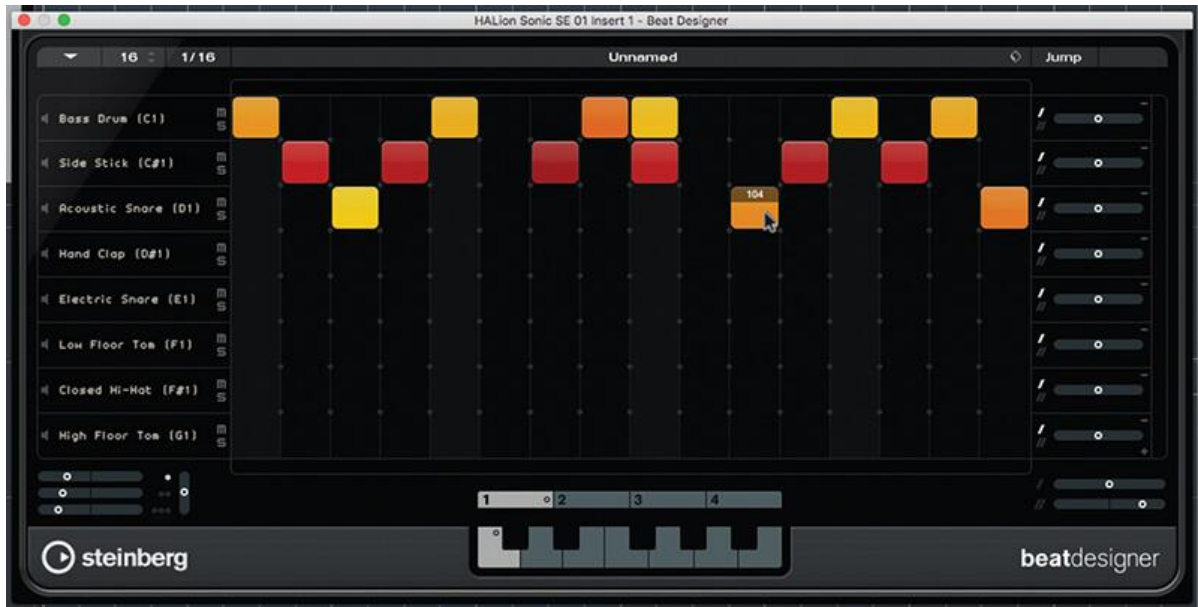 HALion Sonic SE 01 Insert 1 - Beat Designer
16 1/16 Unnamed Jump
Bass Drum (C1) m S
Side Stick (C#1) m S
104
Acoustic Snare (D1) m S
Hand Clap (D#1) m S
Electric Snare (E1) m S
Low Floor Tom (F1) m S
Closed Hi-Hat (F#1) m S
High Floor Tom (G1) m S
1 2 3 4
steinberg beatdesigner